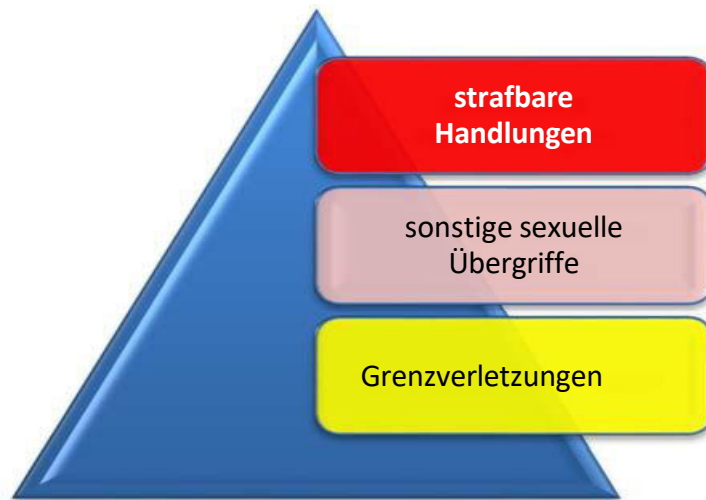 strafbare
Handlungen
sonstige sexuelle
Übergriffe
Grenzverletzungen